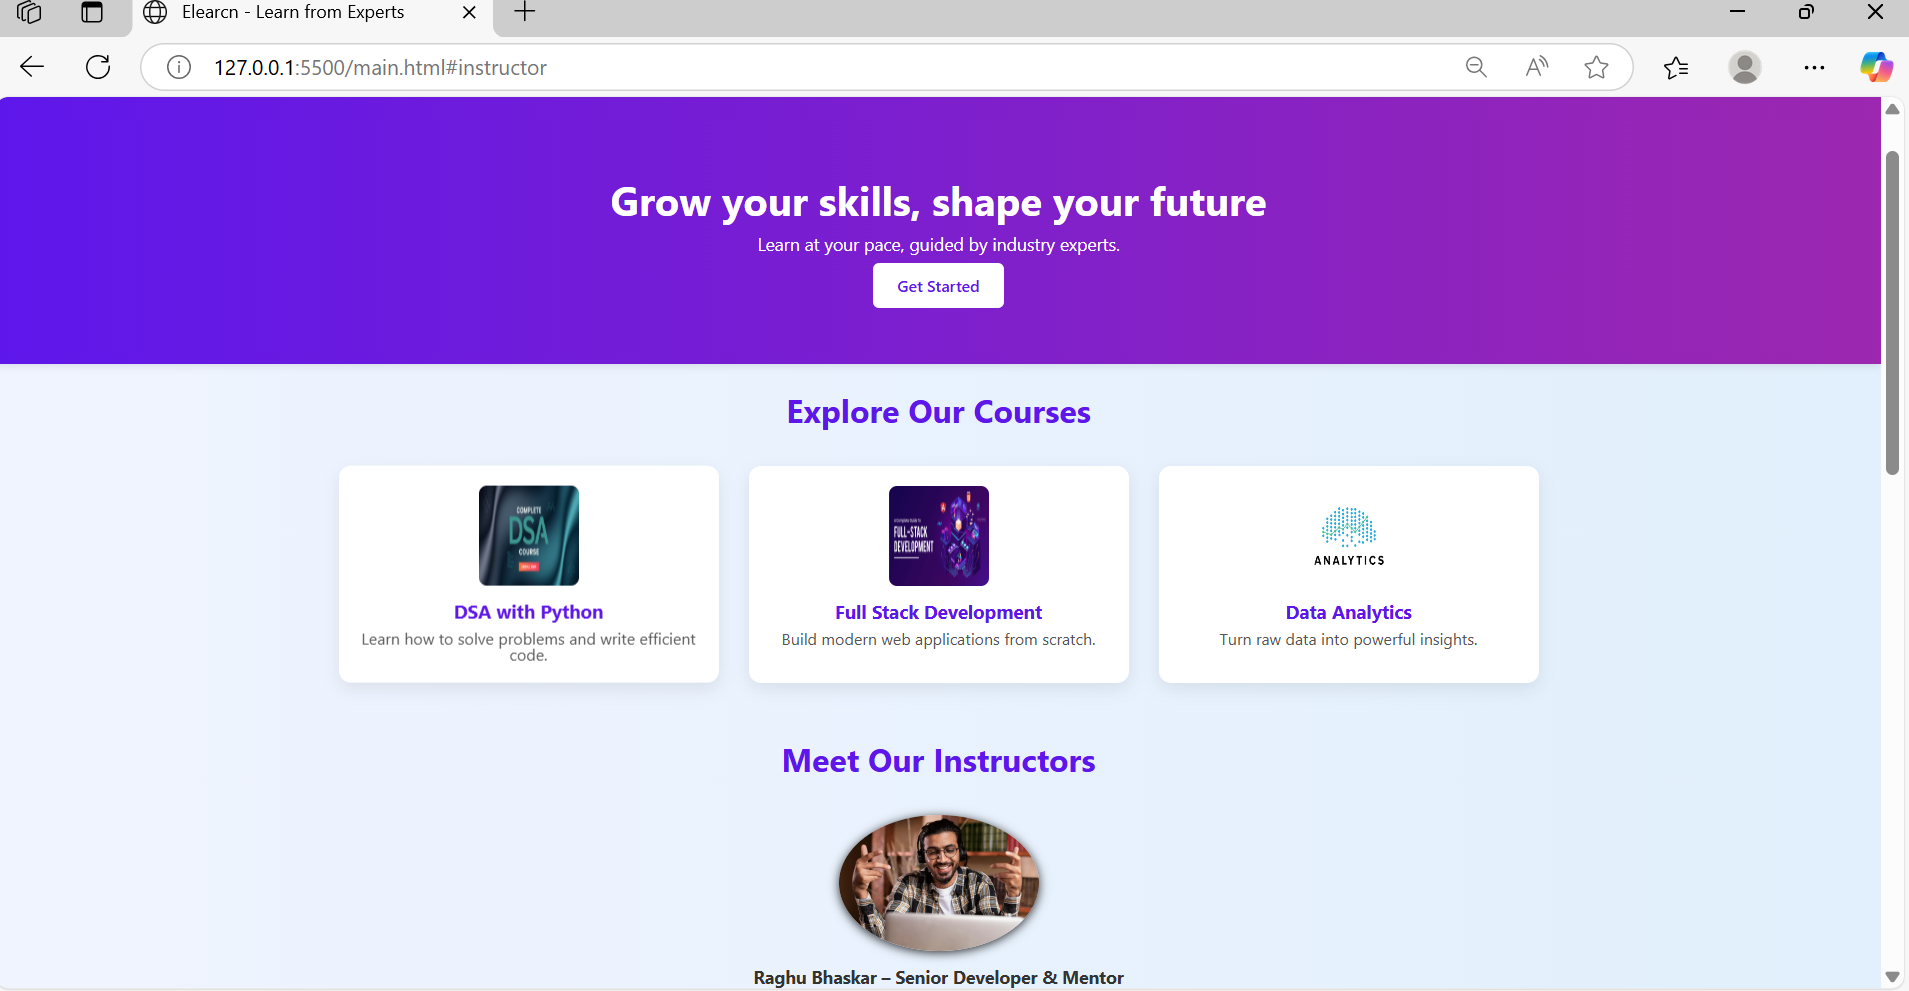 Elearcn - Learn from Experts
127.0.0.1:5500/main.html#instructor
Grow your skills, shape your future
Learn at your pace, guided by industry experts.
Get Started
Explore Our Courses
COMPLETE
DSA
COURSE
FULL-STACK
DEVELOPMENT
ANALYTICS
DSA with Python
Learn how to solve problems and write efficient
code.
Full Stack Development
Build modern web applications from scratch.
Data Analytics
Turn raw data into powerful insights.
Meet Our Instructors
Raghu Bhaskar – Senior Developer & Mentor